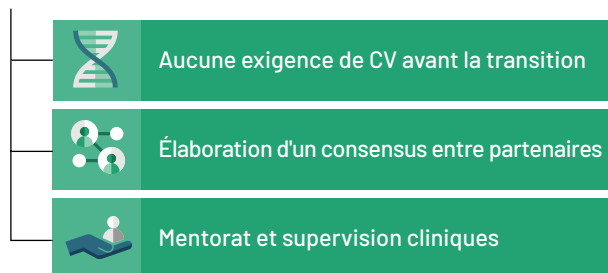 Aucune exigence de CV avant la transition
Élaboration d'un consensus entre partenaires
Mentorat et supervision cliniques